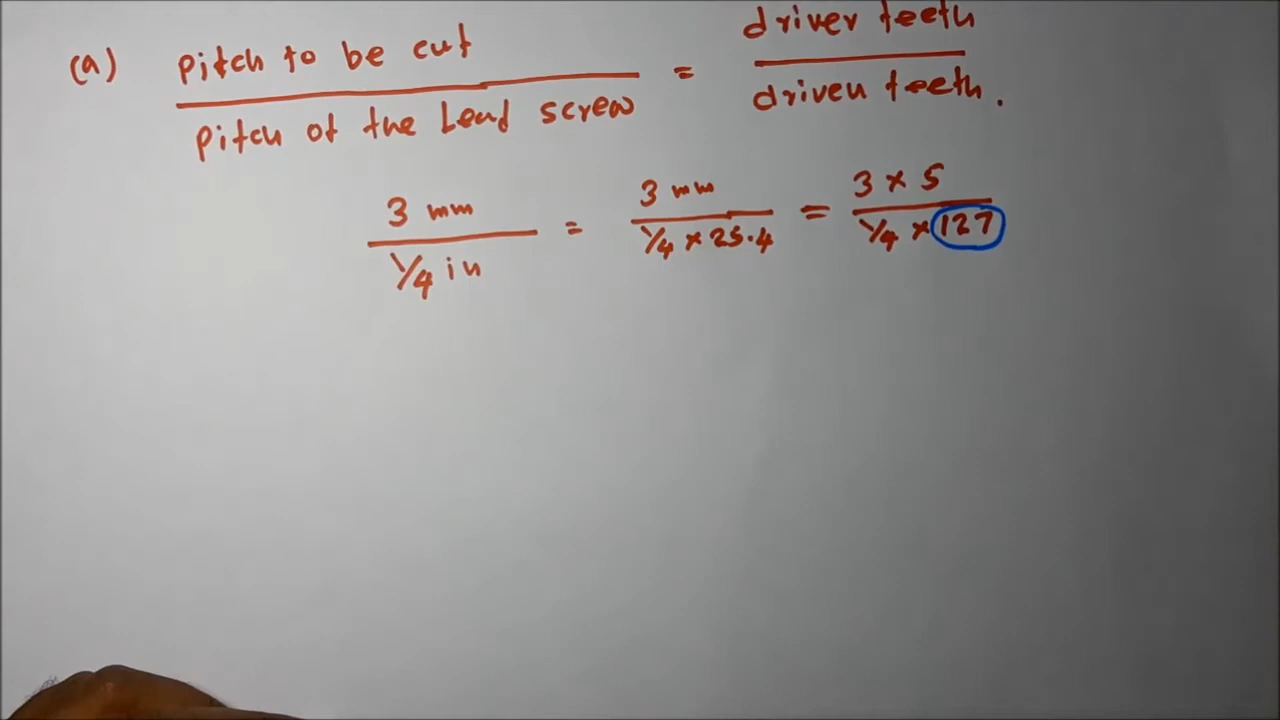 (a) pitch to be cut / pitch of the Lead screw = driver teeth / driven teeth.
3 mm / 1/4 in = 3 mm / 1/4 × 25.4 = 3 × 5 / 1/4 × 127